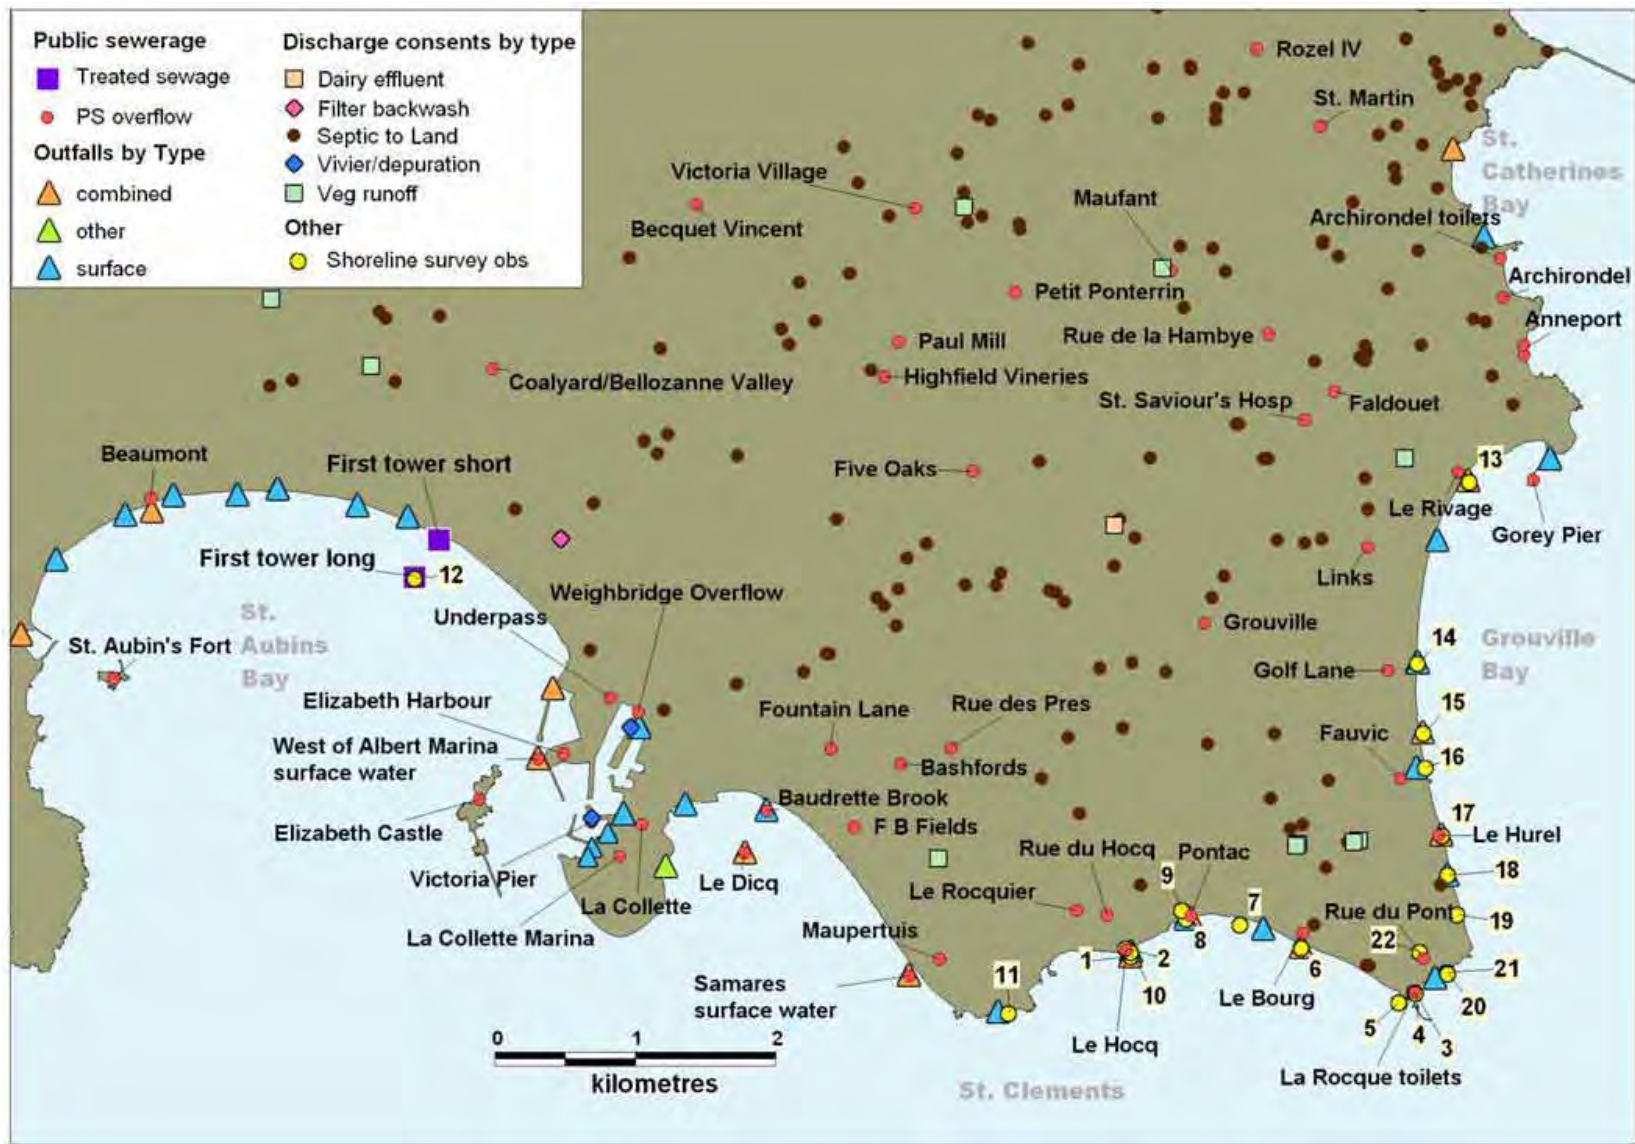 Public sewerage
Treated sewage
PS overflow
Outfalls by Type
combined
other
surface
Discharge consents by type
Dairy effluent
Filter backwash
Septic to Land
Vivier/depuration
Veg runoff
Other
Shoreline survey obs
Rozel IV
St. Martin
St.
Catherines
Bay
Victoria Village
Maufant
Becquet Vincent
Archirondel toilets
Archirondel
Petit Ponterrin
Anneport
Paul Mill
Rue de la Hambye
Highfield Vineries
Coalyard/Bellozanne Valley
St. Saviour's Hosp
Faldouet
Beaumont
First tower short
Five Oaks
13
Le Rivage
Gorey Pier
First tower long
12
Links
Weighbridge Overflow
Underpass
St.
Aubins
Bay
St. Aubin's Fort
Grouville
14
Grouville
Bay
Golf Lane
Elizabeth Harbour
Fountain Lane
Rue des Pres
15
Fauvic
16
West of Albert Marina
surface water
Bashfords
Baudrette Brook
17
Elizabeth Castle
F B Fields
Le Hurel
Rue du Hocq
Pontac
Victoria Pier
Le Dicq
18
Le Rocquier
9
7
La Collette
Rue du Pont
19
La Collette Marina
Maupertuis
8
22
1
2
6
21
Samares
surface water
11
10
Le Bourg
20
5
4
3
Le Hocq
La Rocque toilets
0
1
2
kilometres
St. Clements